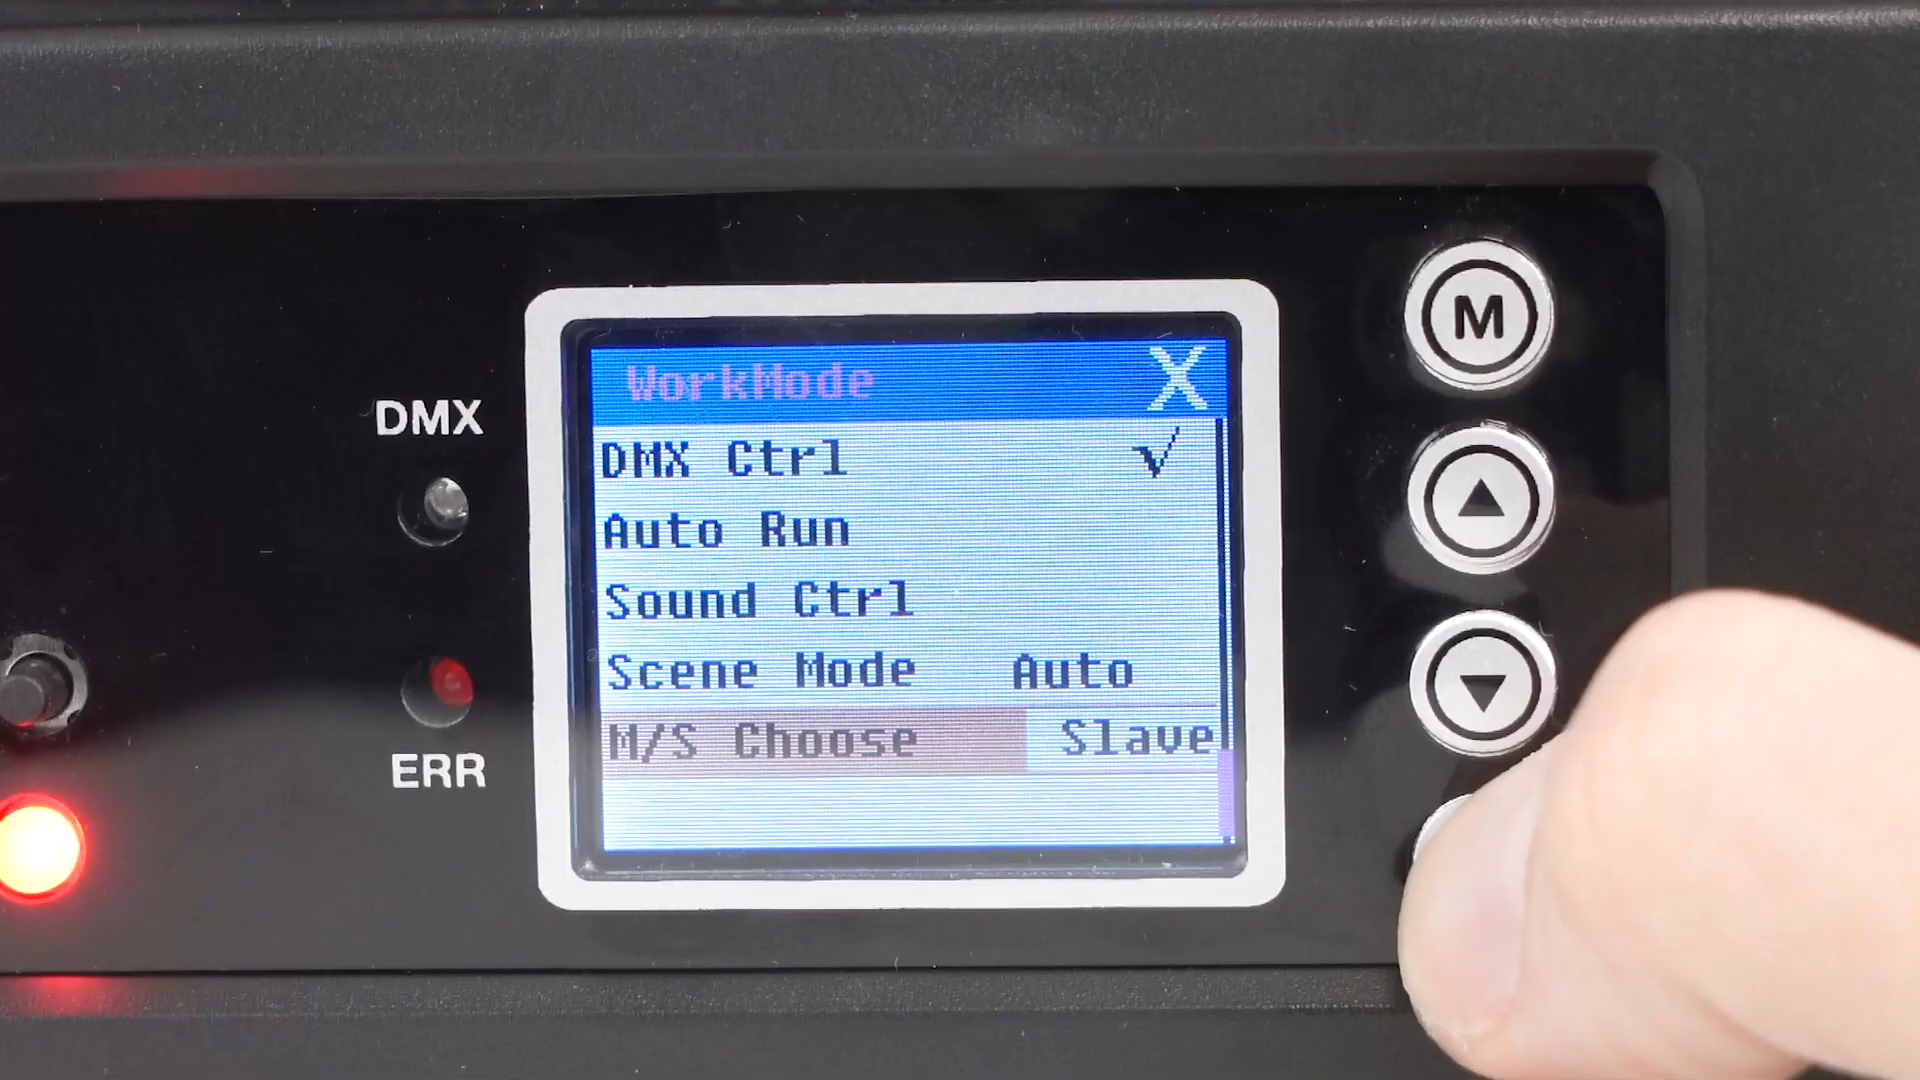 WorkMode X
DMX Ctrl √
Auto Run
Sound Ctrl
Scene Mode Auto
M/S Choose Slave
DMX
ERR
M